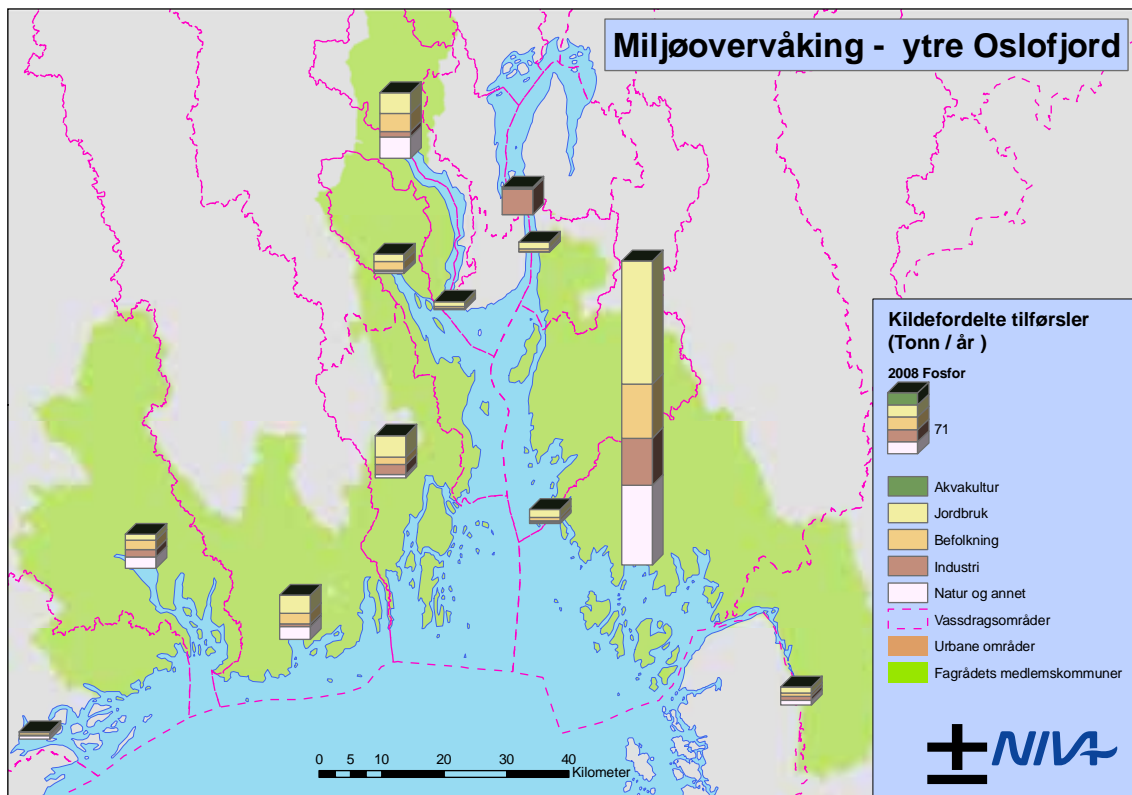 Miljøovervåking - ytre Oslofjord
Kildefordelte tilførsler
(Tonn / år )
2008 Fosfor
71
Akvakultur
Jordbruk
Befolkning
Industri
Natur og annet
Vassdragsområder
Urbane områder
Fagrådets medlemskommuner
0 5 10 20 30 40
Kilometer
NIVA